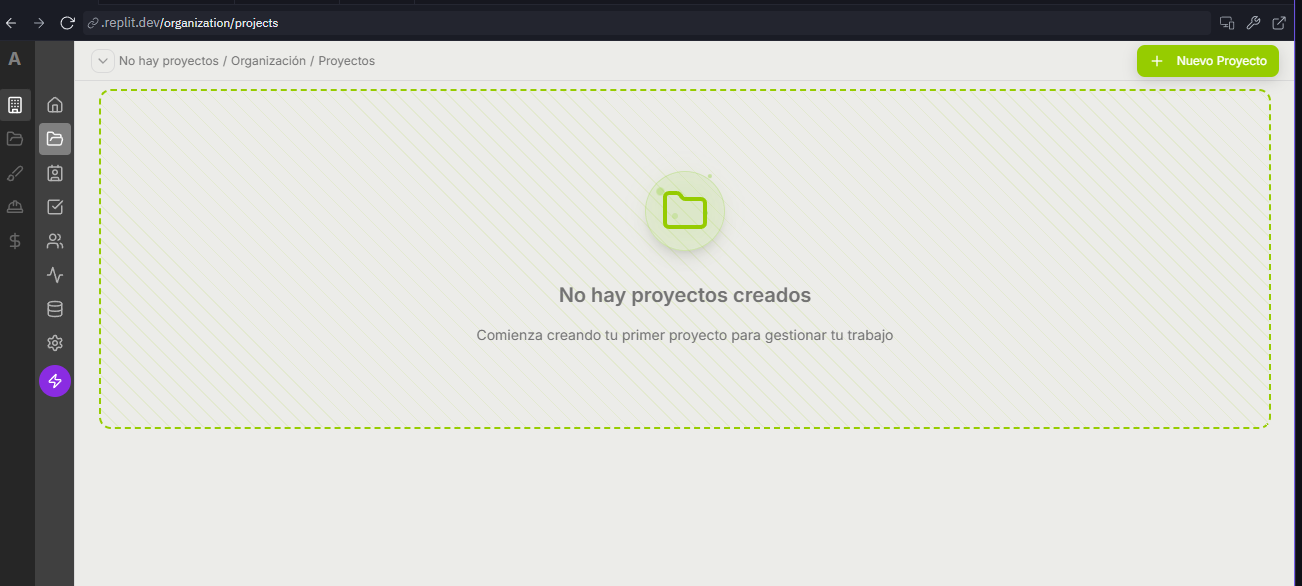 .replit.dev/organization/projects
A
No hay proyectos / Organización / Proyectos
Nuevo Proyecto
No hay proyectos creados
Comienza creando tu primer proyecto para gestionar tu trabajo